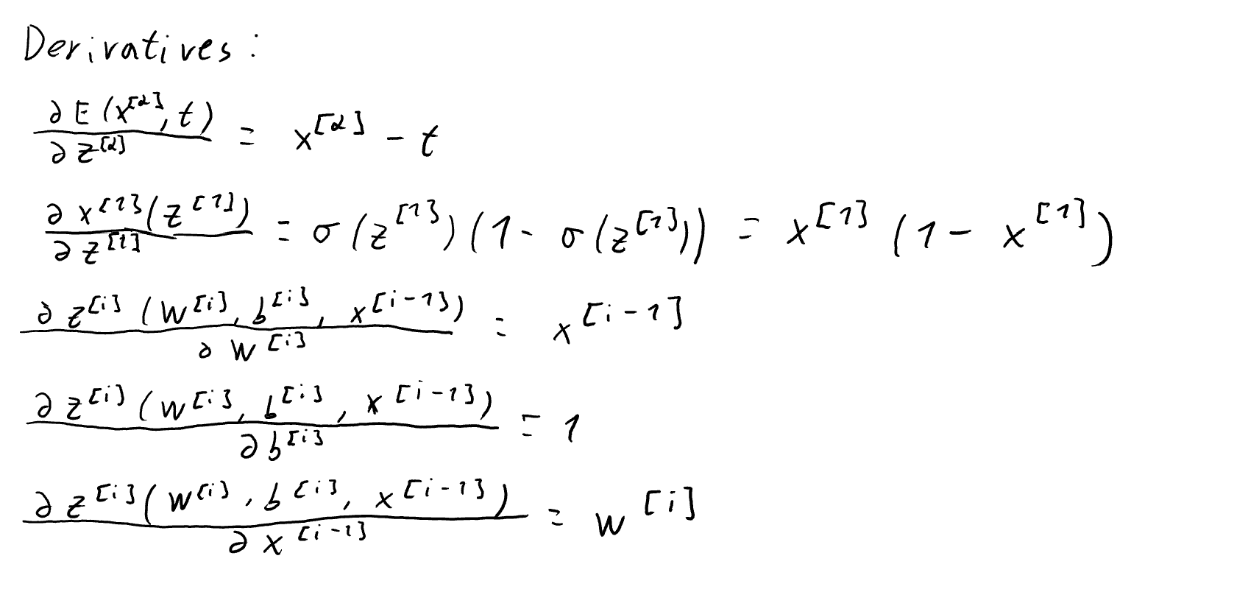 Derivatives:
∂E(x^[2], t) / ∂z^[2] = x^[2] - t
∂x^[1](z^[1]) / ∂z^[1] = σ(z^[1])(1 - σ(z^[1])) = x^[1] (1 - x^[1])
∂z^[i] (W^[i], b^[i], x^[i-1]) / ∂W^[i] = x^[i-1]
∂z^[i] (W^[i], b^[i], x^[i-1]) / ∂b^[i] = 1
∂z^[i] (W^[i], b^[i], x^[i-1]) / ∂x^[i-1] = W^[i]